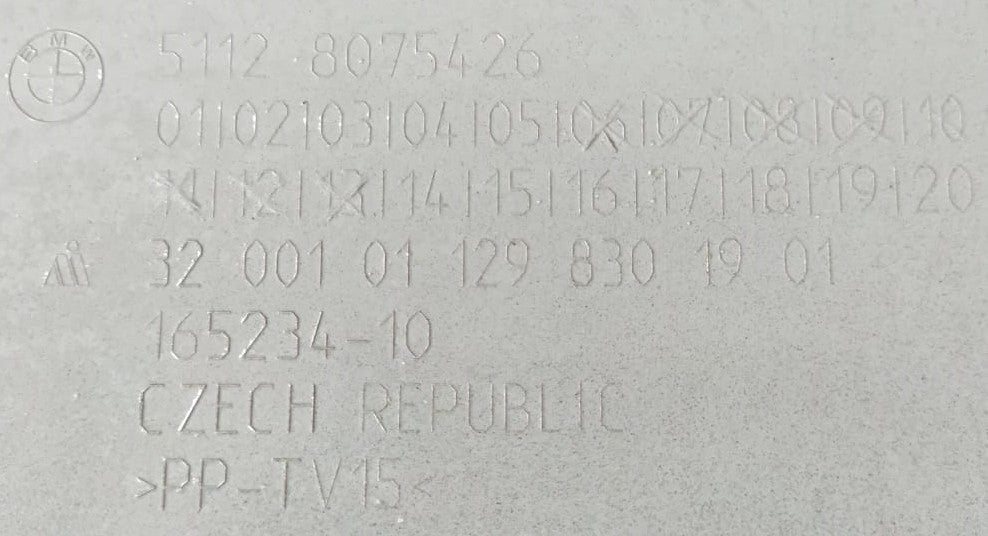 BMW
5112 8075426
01|02|03|04|05|06|07|08|09|10
11|12|13|14|15|16|17|18|19|20
32 001 01 129 830 19 01
165234-10
CZECH REPUBLIC
>PP-TV15<